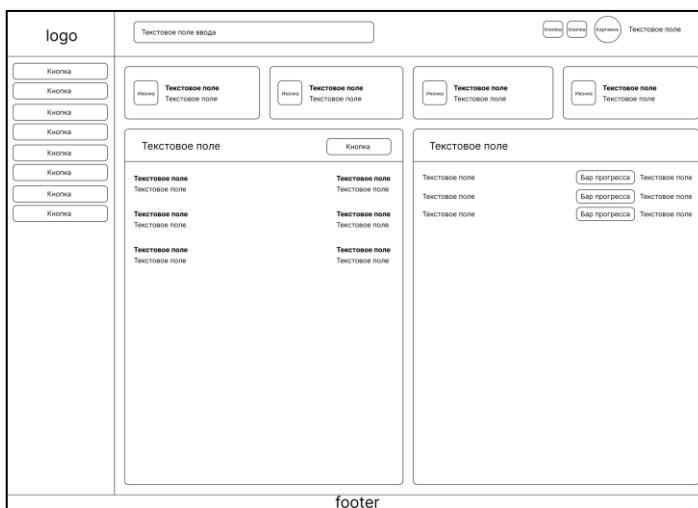 logo
Текстовое поле ввода
Кнопка
Кнопка
Картинка
Текстовое поле
Кнопка
Кнопка
Кнопка
Кнопка
Кнопка
Кнопка
Кнопка
Кнопка
Иконка
Текстовое поле
Текстовое поле
Иконка
Текстовое поле
Текстовое поле
Иконка
Текстовое поле
Текстовое поле
Иконка
Текстовое поле
Текстовое поле
Текстовое поле
Кнопка
Текстовое поле Текстовое поле
Текстовое поле Текстовое поле
Текстовое поле Текстовое поле
Текстовое поле Текстовое поле
Текстовое поле Текстовое поле
Текстовое поле Текстовое поле
Текстовое поле
Текстовое поле Бар прогресса Текстовое поле
Текстовое поле Бар прогресса Текстовое поле
Текстовое поле Бар прогресса Текстовое поле
footer